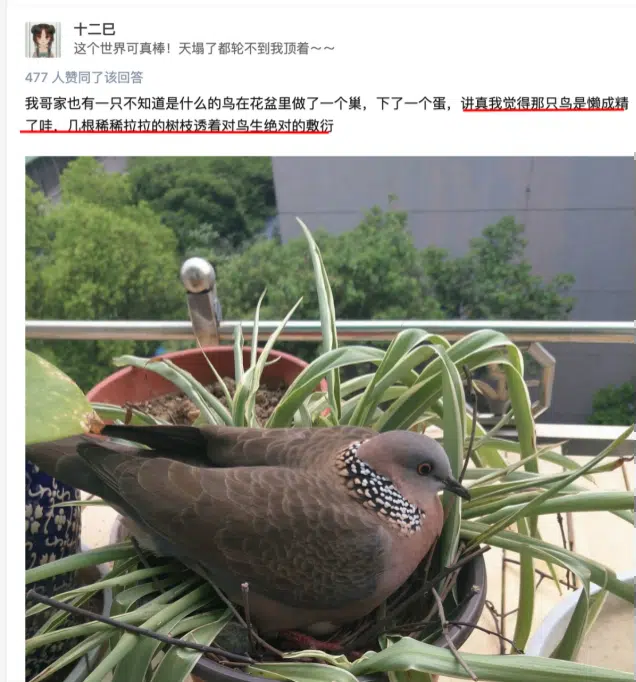 十二巳
这个世界可真棒！天塌了都轮不到我顶着～～
477 人赞同了该回答
我哥家也有一只不知道是什么的鸟在花盆里做了一个巢，下了一个蛋，讲真我觉得那只鸟是懒成精
了哇，几根稀稀拉拉的树枝透着对鸟生绝对的敷衍